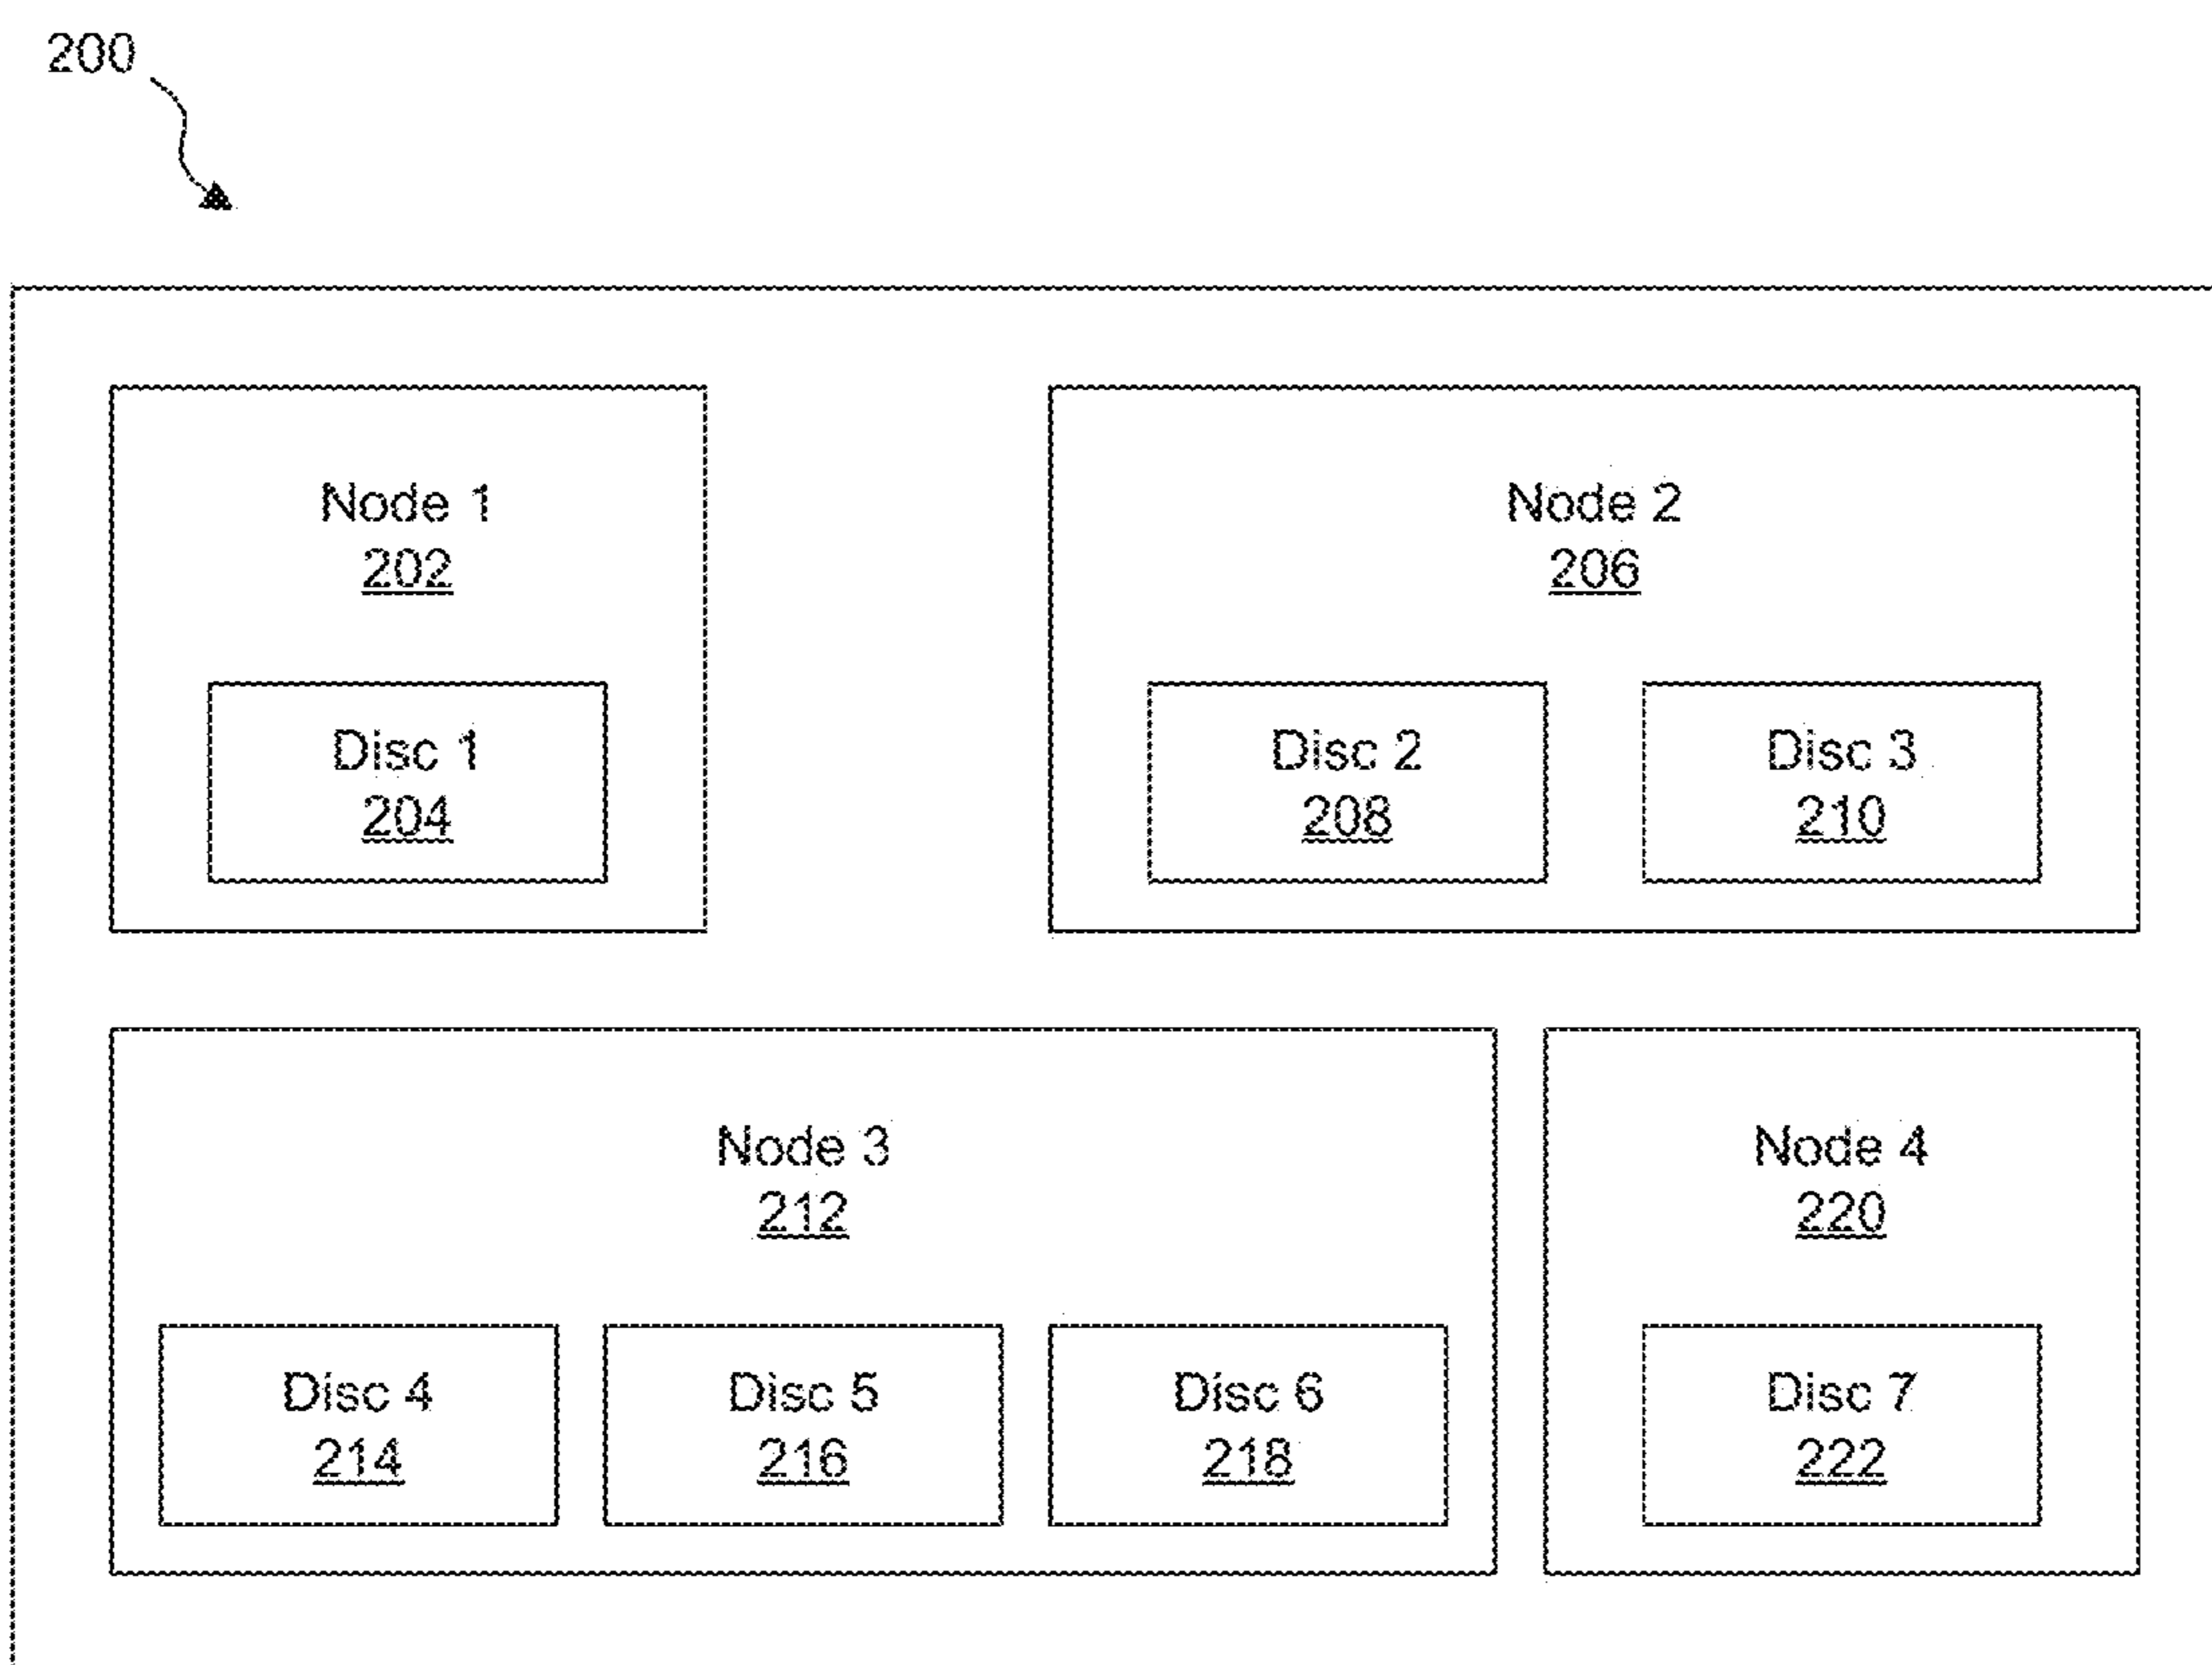 200
Node 1
202
Disc 1
204
Node 2
206
Disc 2
208
Disc 3
210
Node 3
212
Disc 4
214
Disc 5
216
Disc 6
218
Node 4
220
Disc 7
222